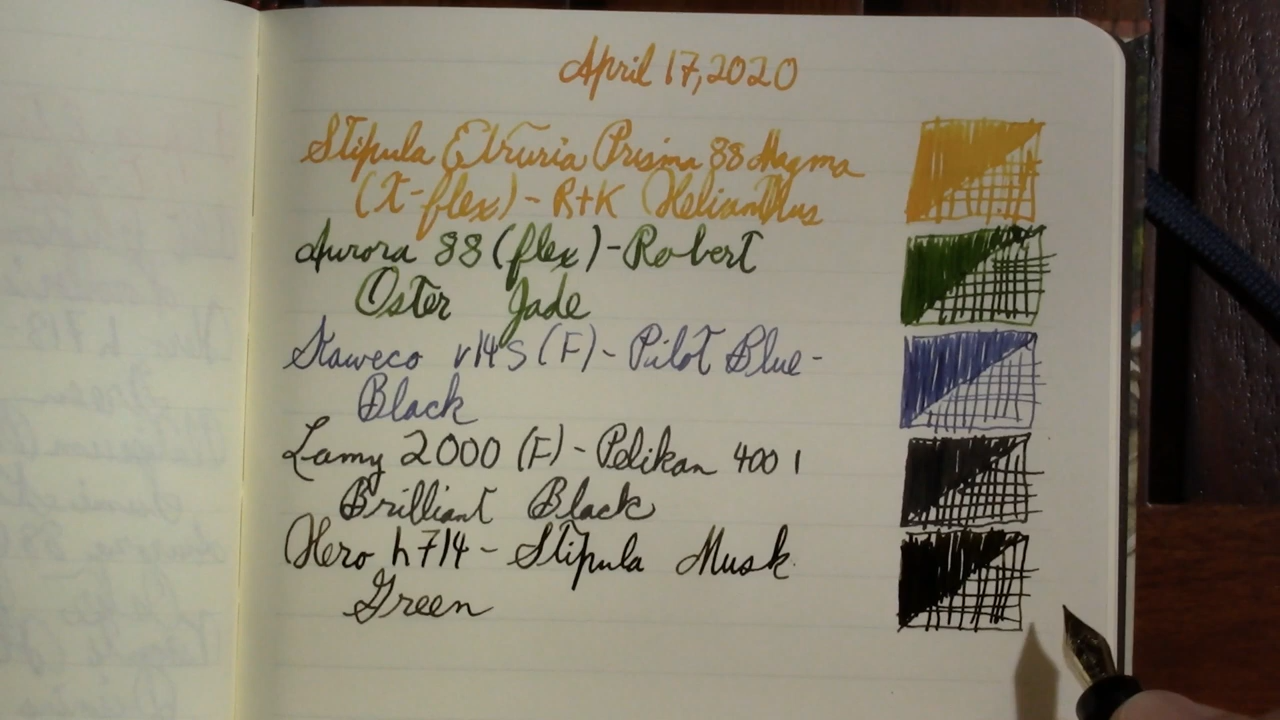 April 17, 2020
Stipula Etruria Prisma 88 Magma
(T-flex) - R+K Helianthus
Aurora 88 (flex) - Robert
Oster Jade
Kaweco v14S (F) - Pilot Blue-
Black
Lamy 2000 (F) - Pelikan 4001
Brilliant Black
Hero h714 - Stipula Musk
Green